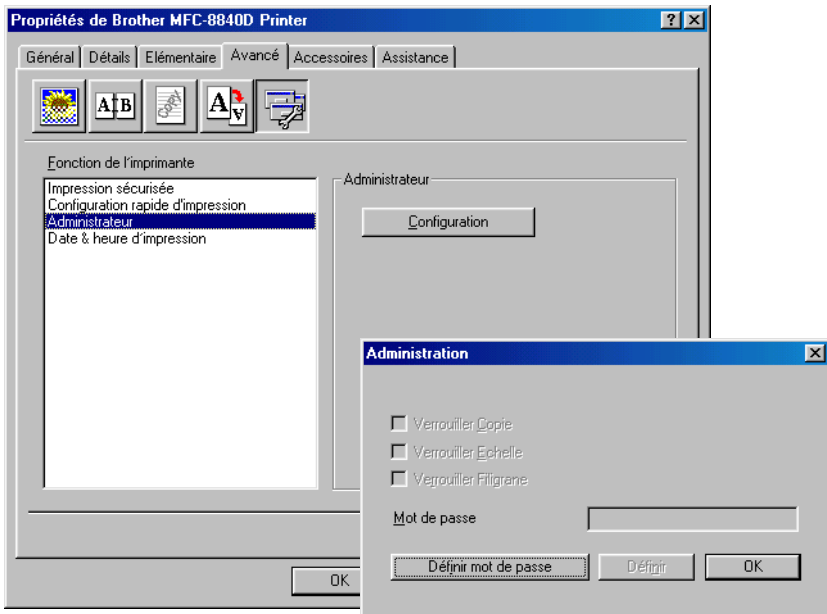 Propriétés de Brother MFC-8840D Printer
Général Détails Elémentaire Avancé Accessoires Assistance
A B
A A
Fonction de l'imprimante
Impression sécurisée
Configuration rapide d'impression
Administrateur
Date & heure d'impression
Administrateur
Configuration
OK
Administration
Verrouiller Copie
Verrouiller Echelle
Verrouiller Filigrane
Mot de passe
Définir mot de passe Définir OK